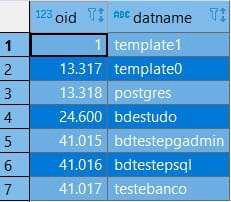 123 oid ABC datname
1 1 template1
2 13.317 template0
3 13.318 postgres
4 24.600 bdestudo
5 41.015 bdtestepgadmin
6 41.016 bdtestepsql
7 41.017 testebanco